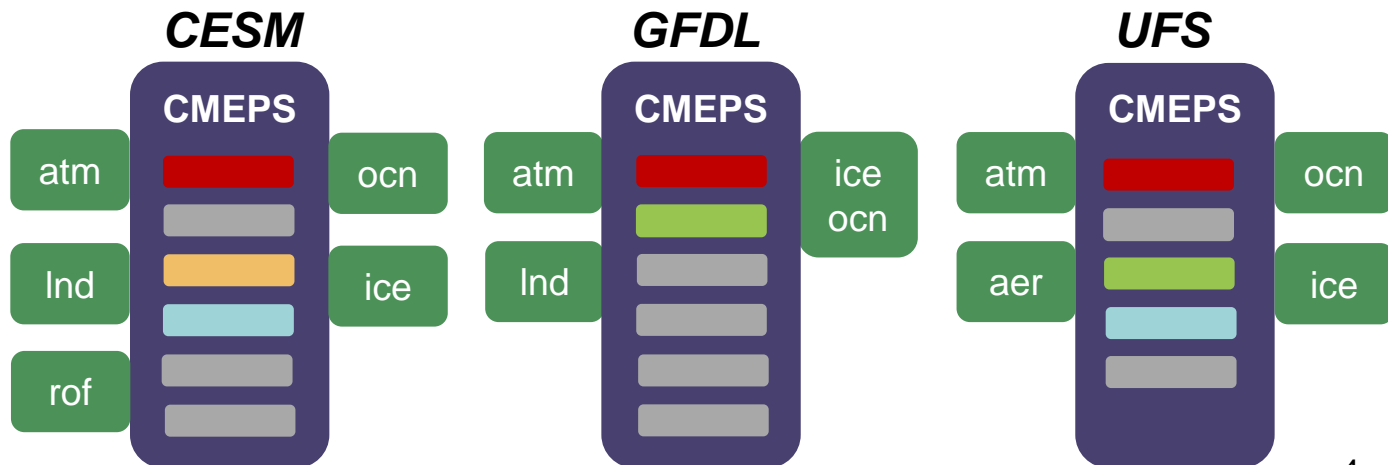 CESM
GFDL
UFS
CMEPS
CMEPS
CMEPS
atm
ocn
lnd
ice
rof
atm
ice
ocn
lnd
atm
ocn
aer
ice